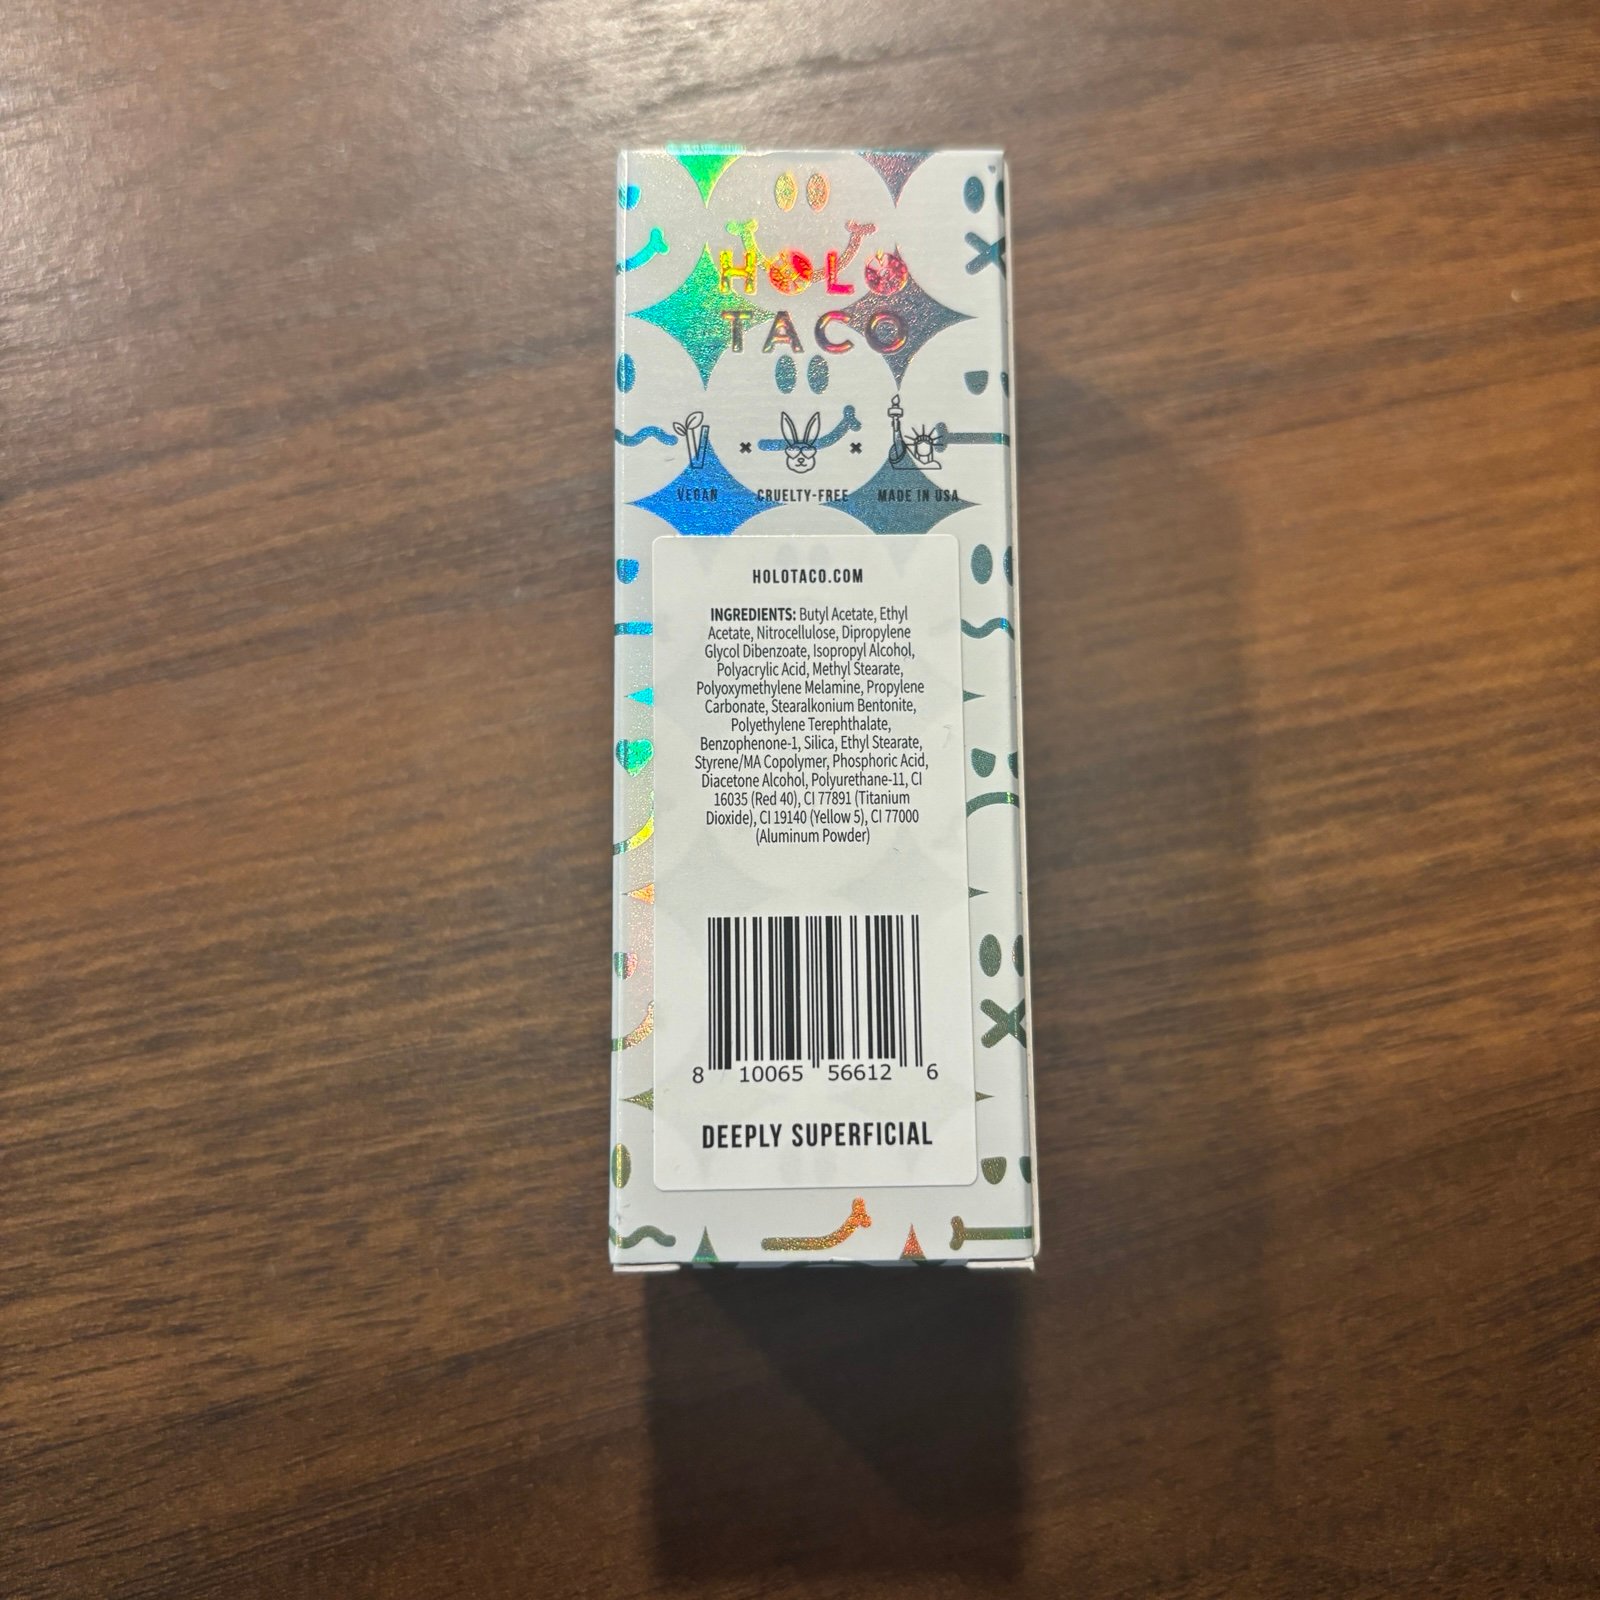 HOLO
TACO
VEGAN × CRUELTY-FREE × MADE IN USA
HOLOTACO.COM
INGREDIENTS: Butyl Acetate, Ethyl
Acetate, Nitrocellulose, Dipropylene
Glycol Dibenzoate, Isopropyl Alcohol,
Polyacrylic Acid, Methyl Stearate,
Polyoxymethylene Melamine, Propylene
Carbonate, Stearalkonium Bentonite,
Polyethylene Terephthalate,
Benzophenone-1, Silica, Ethyl Stearate,
Styrene/MA Copolymer, Phosphoric Acid,
Diacetone Alcohol, Polyurethane-11, CI
16035 (Red 40), CI 77891 (Titanium
Dioxide), CI 19140 (Yellow 5), CI 77000
(Aluminum Powder)
8 10065 56612 6
DEEPLY SUPERFICIAL